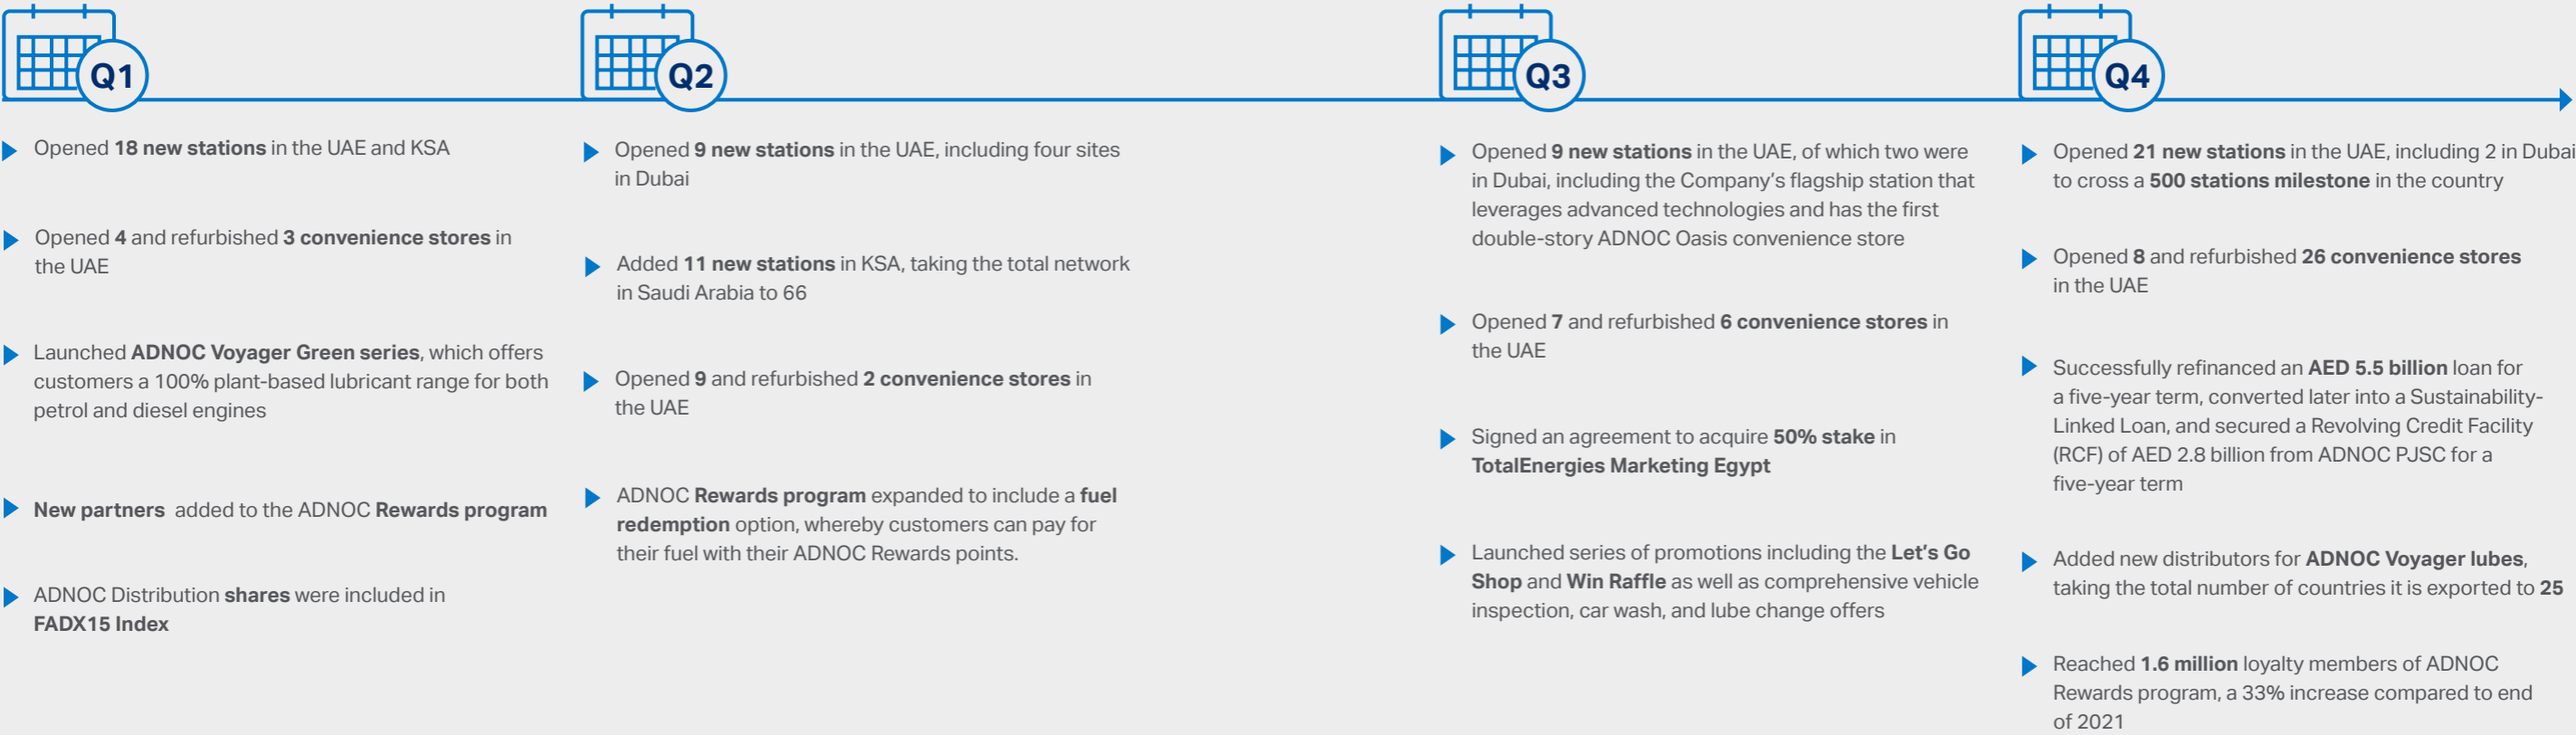 Q1
Opened 18 new stations in the UAE and KSA
Opened 4 and refurbished 3 convenience stores in
the UAE
Launched ADNOC Voyager Green series, which offers
customers a 100% plant-based lubricant range for both
petrol and diesel engines
New partners added to the ADNOC Rewards program
ADNOC Distribution shares were included in
FADX15 Index
Q2
Opened 9 new stations in the UAE, including four sites
in Dubai
Added 11 new stations in KSA, taking the total network
in Saudi Arabia to 66
Opened 9 and refurbished 2 convenience stores in
the UAE
ADNOC Rewards program expanded to include a fuel
redemption option, whereby customers can pay for
their fuel with their ADNOC Rewards points.
Q3
Opened 9 new stations in the UAE, of which two were
in Dubai, including the Company's flagship station that
leverages advanced technologies and has the first
double-story ADNOC Oasis convenience store
Opened 7 and refurbished 6 convenience stores in
the UAE
Signed an agreement to acquire 50% stake in
TotalEnergies Marketing Egypt
Launched series of promotions including the Let's Go
Shop and Win Raffle as well as comprehensive vehicle
inspection, car wash, and lube change offers
Q4
Opened 21 new stations in the UAE, including 2 in Dubai
to cross a 500 stations milestone in the country
Opened 8 and refurbished 26 convenience stores
in the UAE
Successfully refinanced an AED 5.5 billion loan for
a five-year term, converted later into a Sustainability-
Linked Loan, and secured a Revolving Credit Facility
(RCF) of AED 2.8 billion from ADNOC PJSC for a
five-year term
Added new distributors for ADNOC Voyager lubes,
taking the total number of countries it is exported to 25
Reached 1.6 million loyalty members of ADNOC
Rewards program, a 33% increase compared to end
of 2021